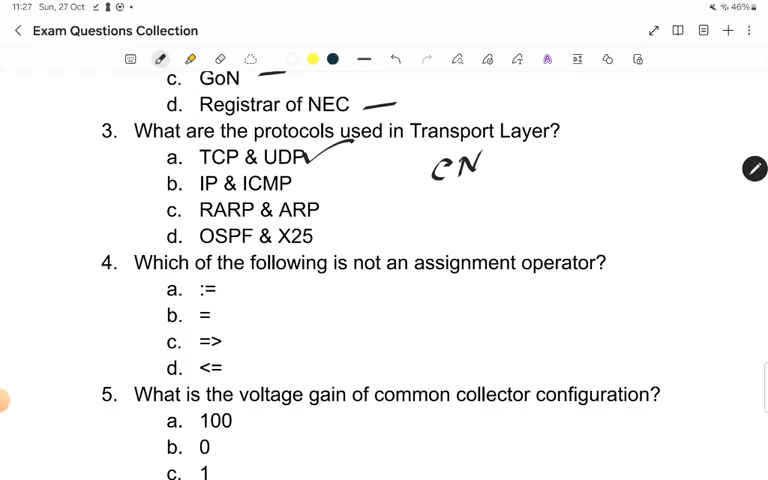 11:27 Sun, 27 Oct 46%
Exam Questions Collection
c. GoN
d. Registrar of NEC
3. What are the protocols used in Transport Layer?
a. TCP & UDP
CN
b. IP & ICMP
c. RARP & ARP
d. OSPF & X25
4. Which of the following is not an assignment operator?
a. :=
b. =
c. =>
d. <=
5. What is the voltage gain of common collector configuration?
a. 100
b. 0
c. 1